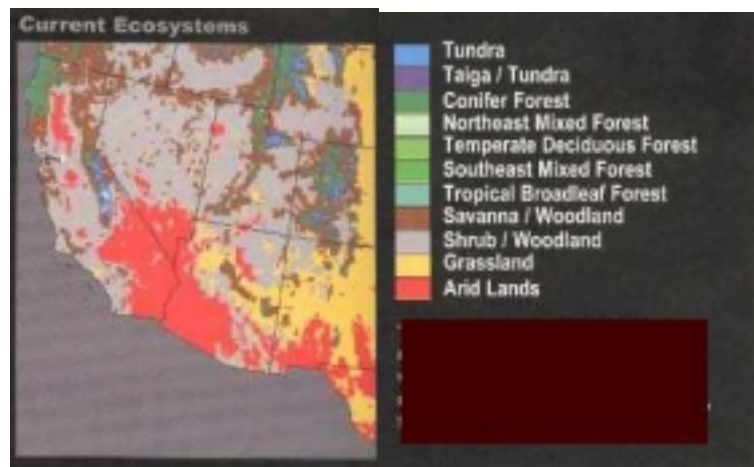 Current Ecosystems
Tundra
Taiga / Tundra
Conifer Forest
Northeast Mixed Forest
Temperate Deciduous Forest
Southeast Mixed Forest
Tropical Broadleaf Forest
Savanna / Woodland
Shrub / Woodland
Grassland
Arid Lands